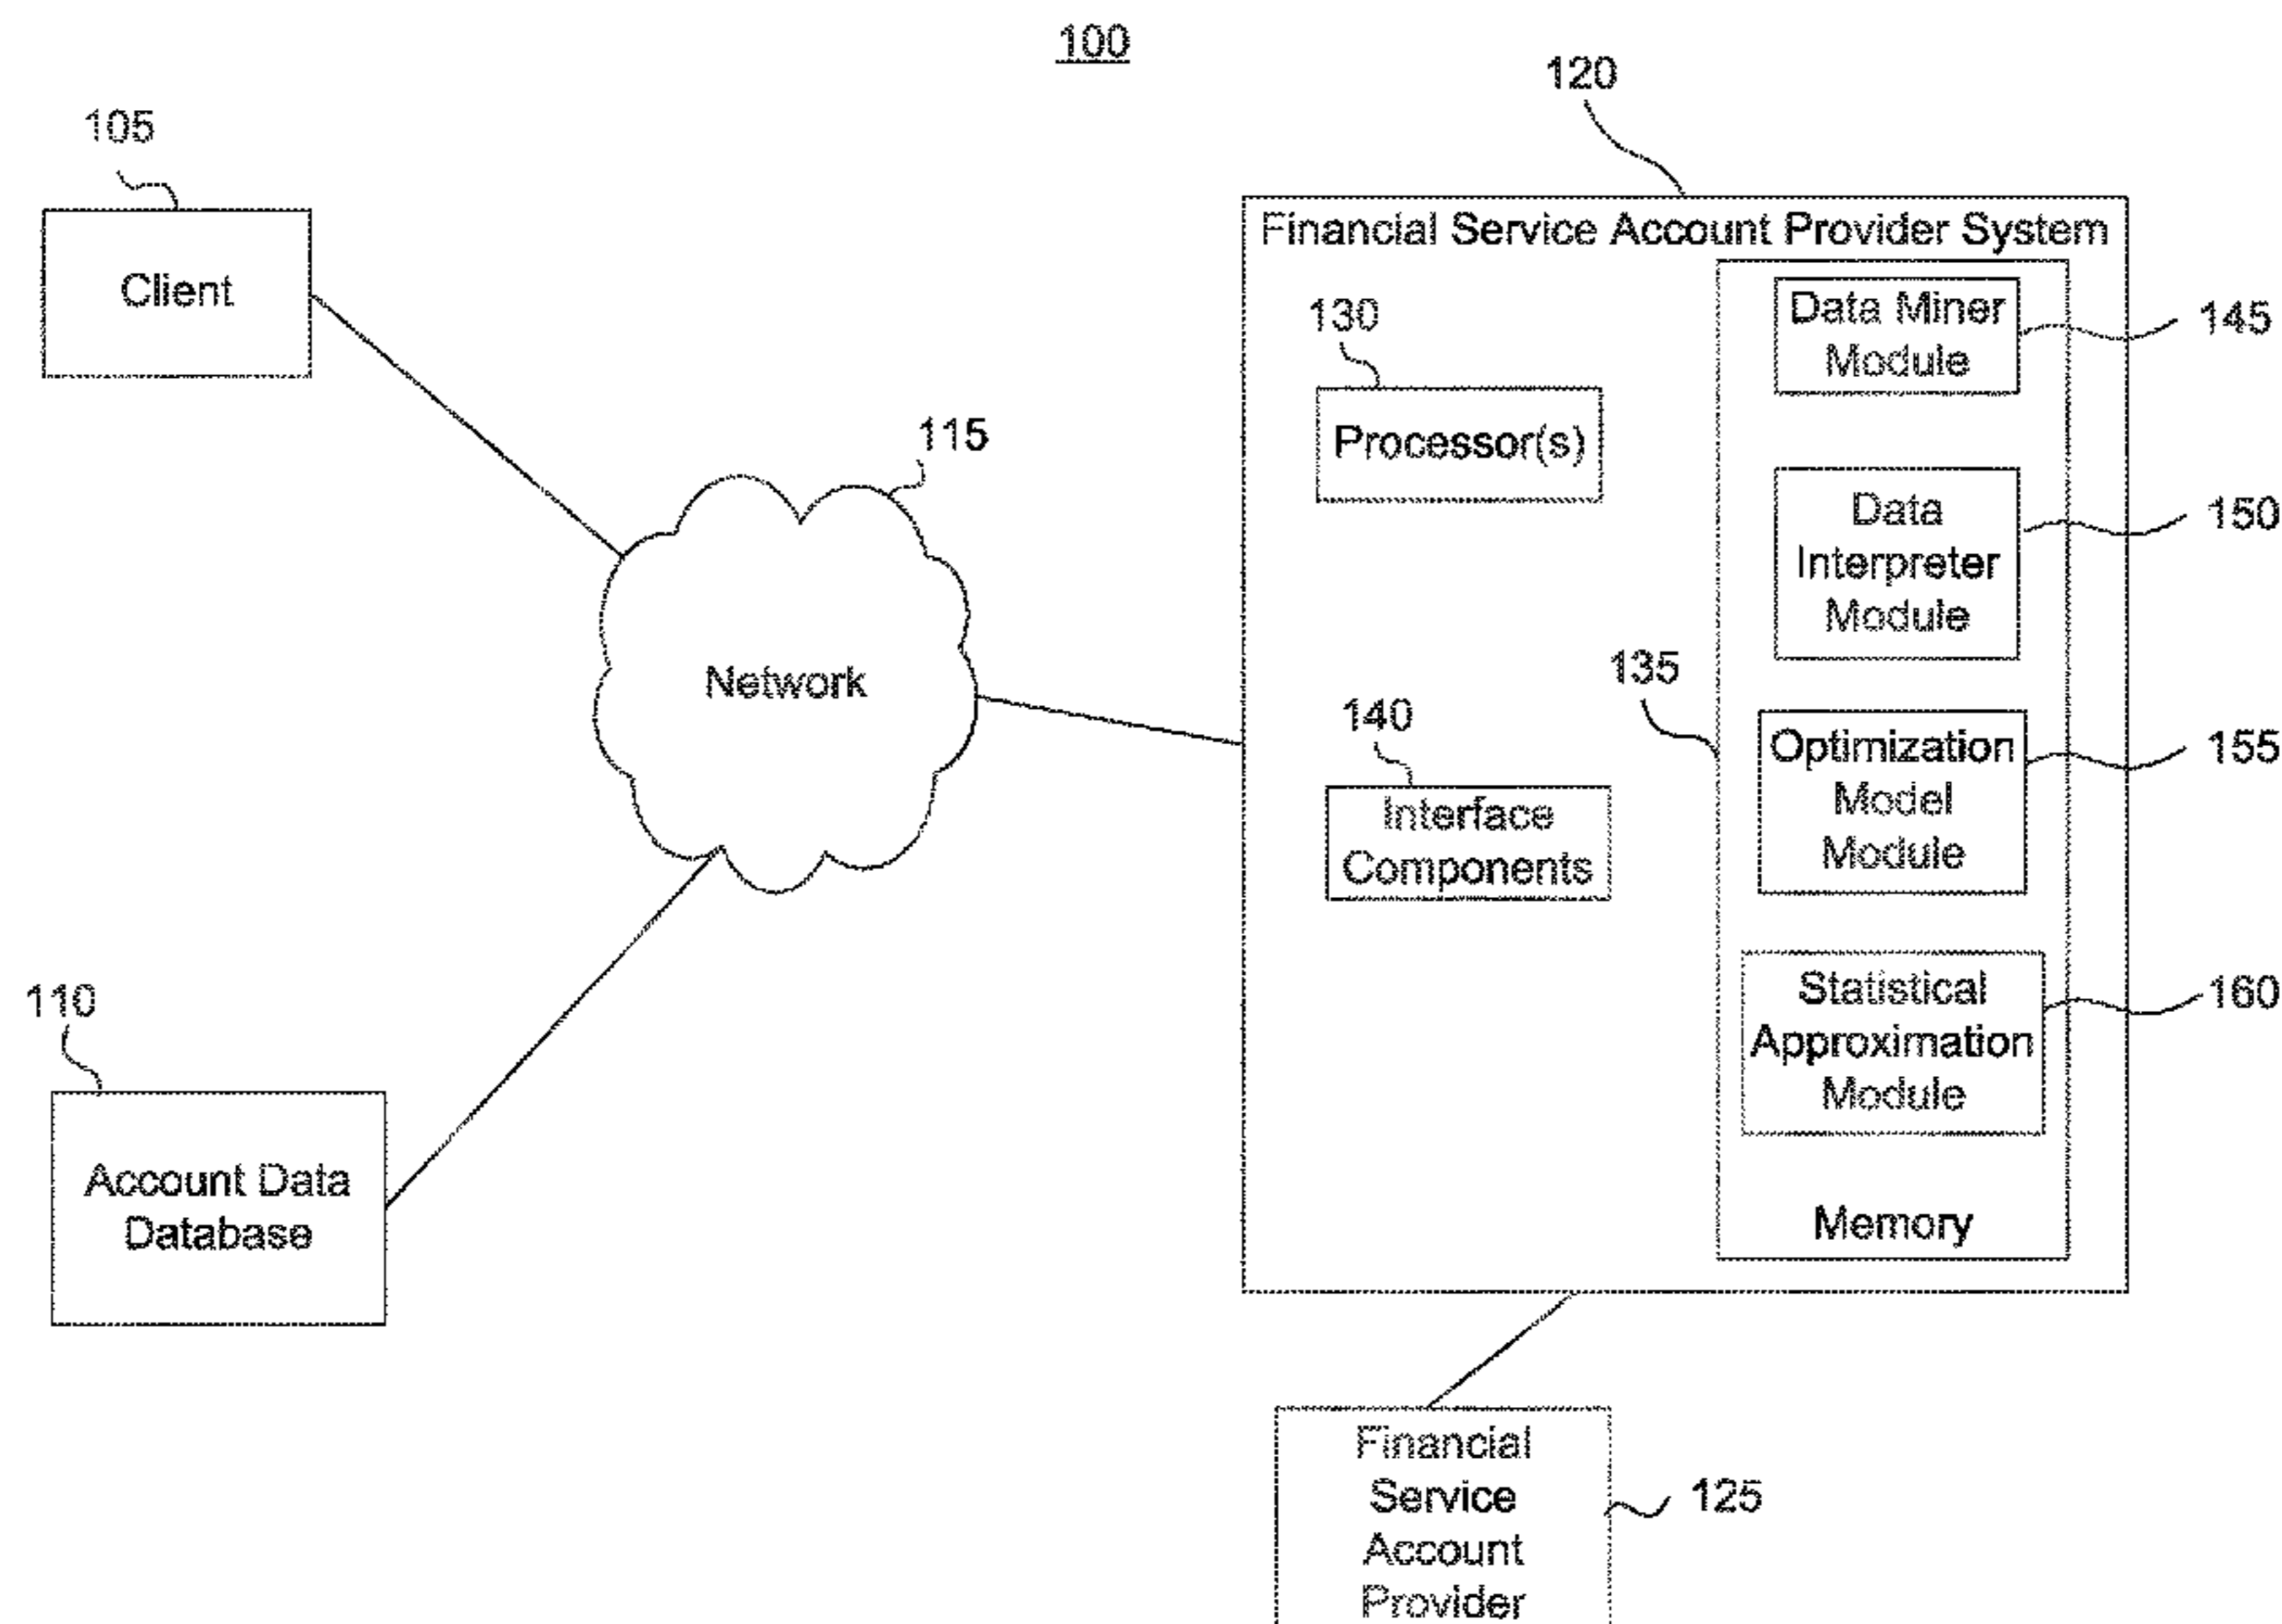 100
120
105
Client
115
Network
110
Account Data
Database
Financial Service Account Provider System
130
Processor(s)
140
Interface
Components
135
Data Miner
Module
145
Data
Interpreter
Module
150
Optimization
Model
Module
155
Statistical
Approximation
Module
160
Memory
Financial
Service
Account
Provider
125